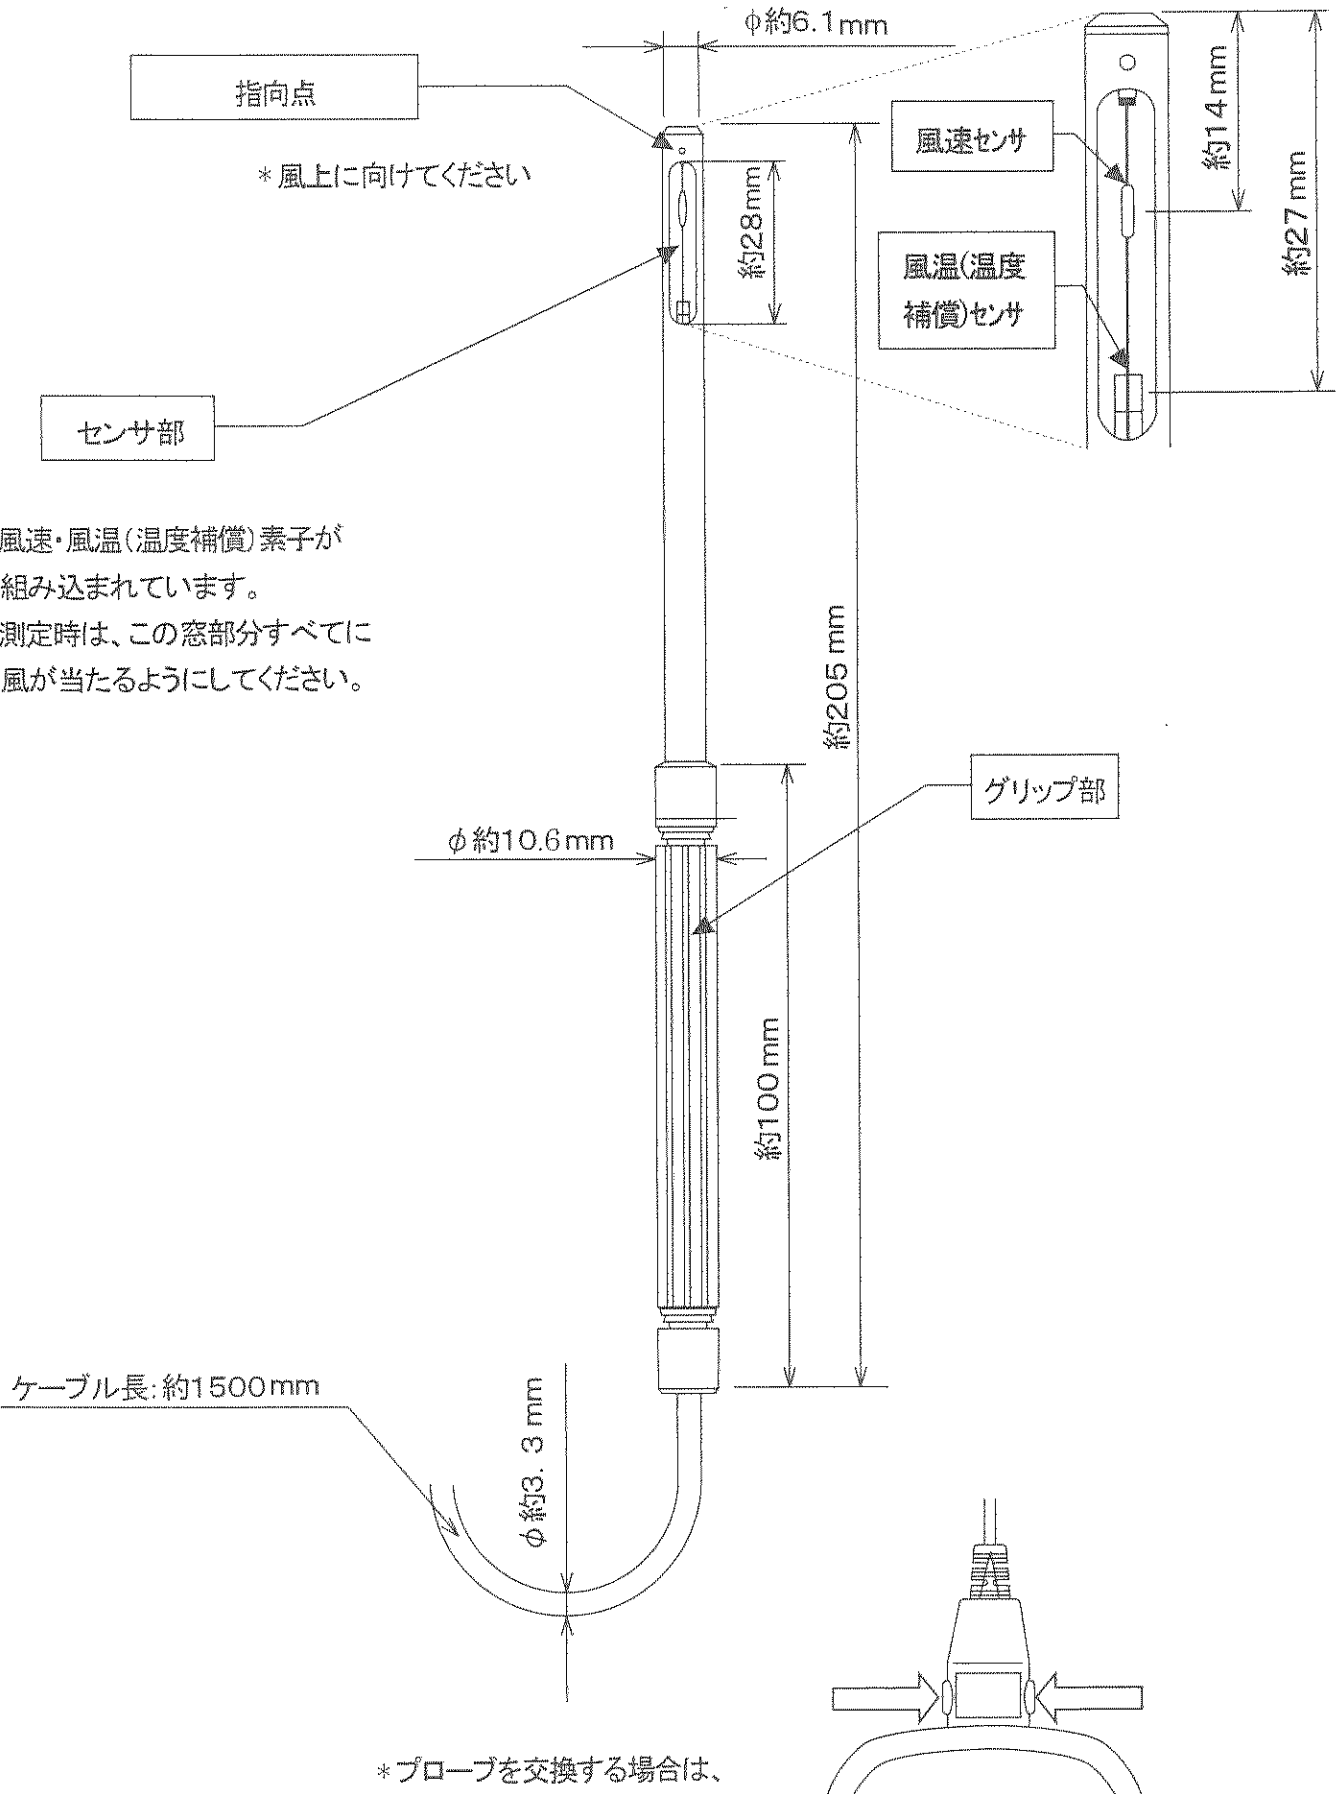 φ約6.1mm
指向点
*風上に向けてください
風速センサ
約14mm
約27mm
約28mm
風温(温度
補償)センサ
センサ部
風速・風温(温度補償)素子が
組み込まれています。
測定時は、この窓部分すべてに
風が当たるようにしてください。
約205mm
グリップ部
φ約10.6mm
約100mm
ケーブル長:約1500mm
φ約3.3mm
*プローブを交換する場合は、